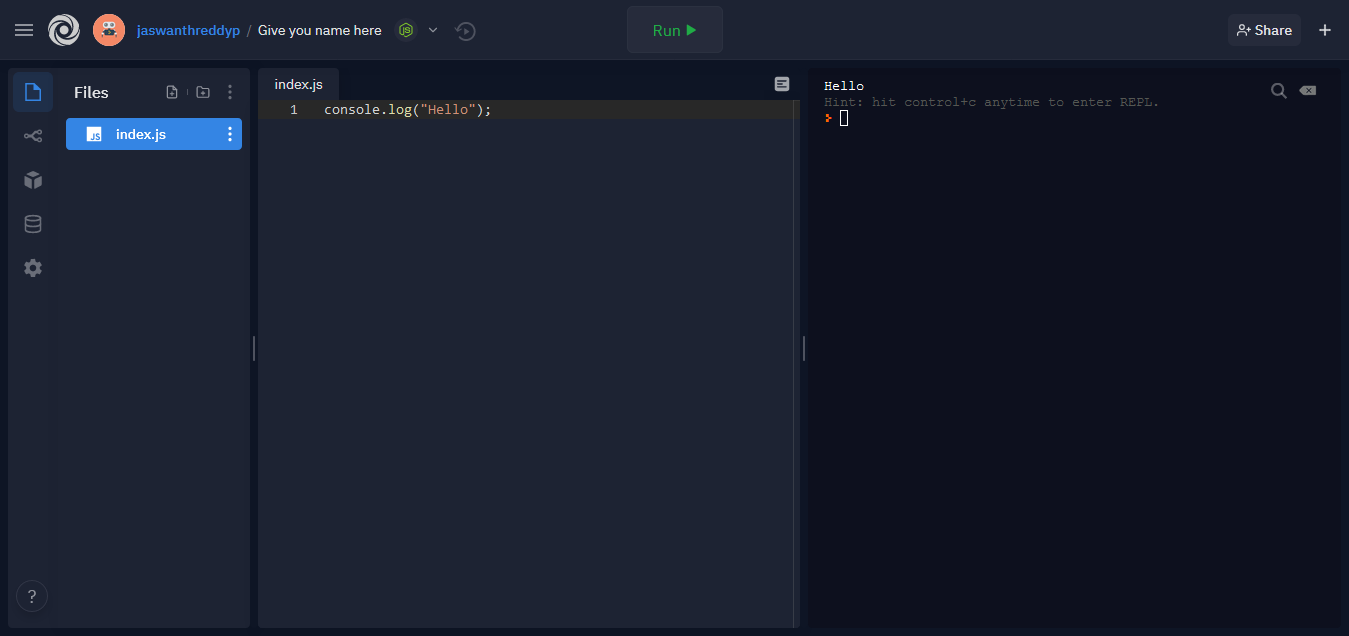 jaswanthreddyp / Give you name here
Run
Share
Files
index.js
index.js
1 console.log("Hello");
Hello
Hint: hit control+c anytime to enter REPL.
?